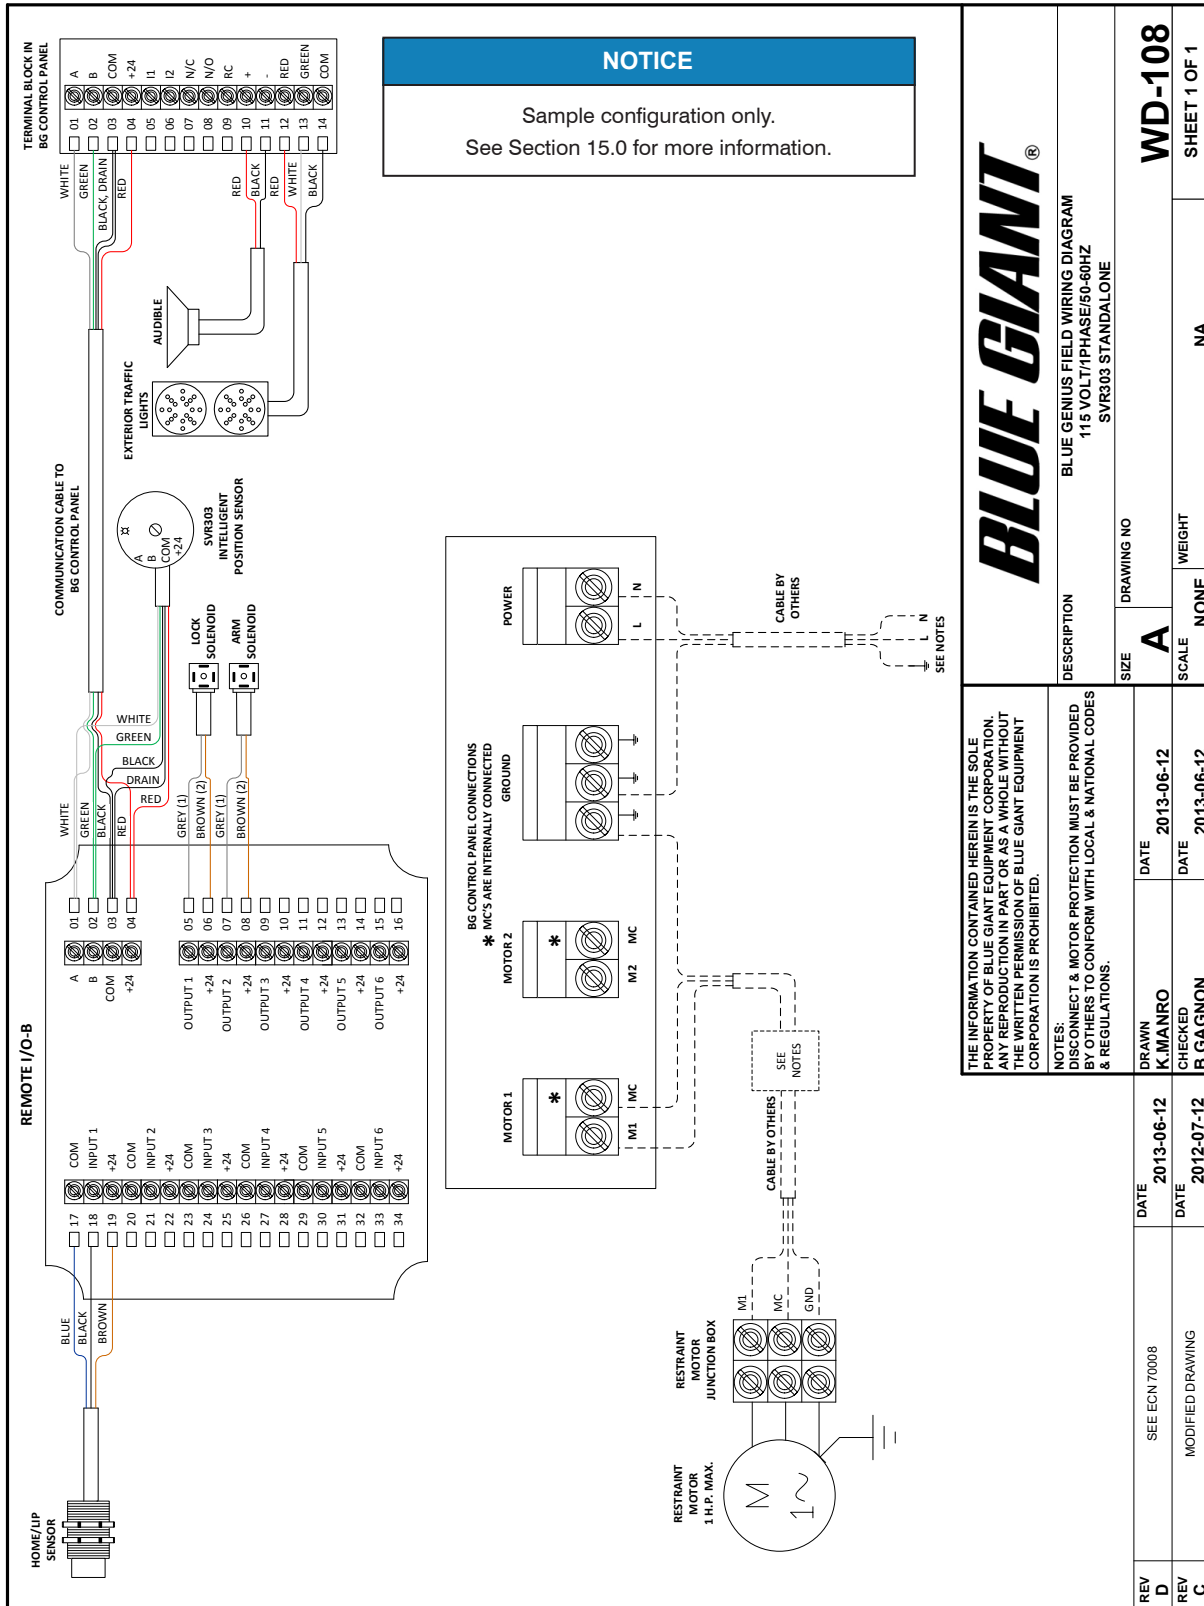 NOTICE
Sample configuration only.
See Section 15.0 for more information.
REMOTE I/O-B
HOME/LIP
SENSOR
BLUE
BLACK
BROWN
17 COM
18 INPUT 1
19 +24
20 COM
21 INPUT 2
22 +24
23 COM
24 INPUT 3
25 +24
26 COM
27 INPUT 4
28 +24
29 COM
30 INPUT 5
31 +24
32 COM
33 INPUT 6
34 +24
A 01
B 02
COM 03
+24 04
OUTPUT 1 05
+24 06
OUTPUT 2 07
+24 08
OUTPUT 3 09
+24 10
OUTPUT 4 11
+24 12
OUTPUT 5 13
+24 14
OUTPUT 6 15
+24 16
WHITE
GREEN
BLACK
RED
WHITE
GREEN
BLACK
DRAIN
RED
GREY (1)
BROWN (2)
GREY (1)
BROWN (2)
LOCK
SOLENOID
ARM
SOLENOID
COMMUNICATION CABLE TO
BG CONTROL PANEL
A
B
COM
+24
SVR303
INTELLIGENT
POSITION SENSOR
EXTERIOR TRAFFIC
LIGHTS
AUDIBLE
WHITE
GREEN
BLACK, DRAIN
RED
RED
BLACK
RED
WHITE
BLACK
TERMINAL BLOCK IN
BG CONTROL PANEL
01 A
02 B
03 COM
04 +24
05 I1
06 I2
07 N/C
08 N/O
09 RC
10 +
11 -
12 RED
13 GREEN
14 COM
BG CONTROL PANEL CONNECTIONS
* MC'S ARE INTERNALLY CONNECTED
MOTOR 1
*
M1 MC
MOTOR 2
*
M2 MC
GROUND
POWER
L N
CABLE BY
OTHERS
L N
SEE NOTES
SEE
NOTES
CABLE BY OTHERS
RESTRAINT
MOTOR
JUNCTION BOX
M1
MC
GND
RESTRAINT
MOTOR
1 H.P. MAX.
M
1~
THE INFORMATION CONTAINED HEREIN IS THE SOLE
PROPERTY OF BLUE GIANT EQUIPMENT CORPORATION.
ANY REPRODUCTION IN PART OR AS A WHOLE WITHOUT
THE WRITTEN PERMISSION OF BLUE GIANT EQUIPMENT
CORPORATION IS PROHIBITED.
NOTES:
DISCONNECT & MOTOR PROTECTION MUST BE PROVIDED
BY OTHERS TO CONFORM WITH LOCAL & NATIONAL CODES
& REGULATIONS.
BLUE GIANT ®
DESCRIPTION
BLUE GENIUS FIELD WIRING DIAGRAM
115 VOLT/1PHASE/50-60HZ
SVR303 STANDALONE
REV D
SEE ECN 70008
DATE 2013-06-12
DRAWN K.MANRO
DATE 2013-06-12
SIZE A
DRAWING NO
WD-108
REV C
MODIFIED DRAWING
DATE 2012-07-12
CHECKED B.GAGNON
DATE 2013-06-12
SCALE NONE
WEIGHT NA
SHEET 1 OF 1